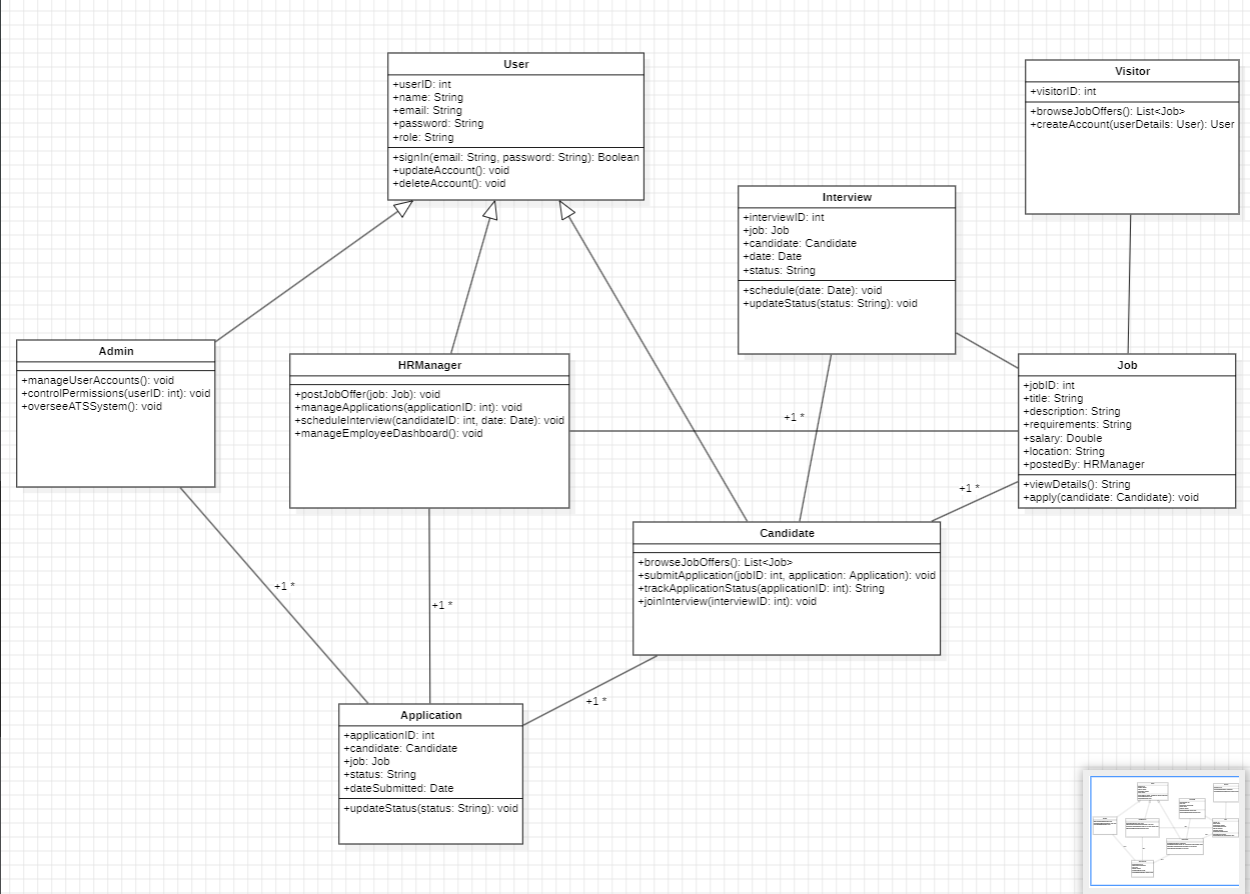 User
+userID: int
+name: String
+email: String
+password: String
+role: String
+signIn(email: String, password: String): Boolean
+updateAccount(): void
+deleteAccount(): void
Visitor
+visitorID: int
+browseJobOffers(): List<Job>
+createAccount(userDetails: User): User
Interview
+interviewID: int
+job: Job
+candidate: Candidate
+date: Date
+status: String
+schedule(date: Date): void
+updateStatus(status: String): void
Admin
+manageUserAccounts(): void
+controlPermissions(userID: int): void
+overseeATSSystem(): void
HRManager
+postJobOffer(job: Job): void
+manageApplications(applicationID: int): void
+scheduleInterview(candidateID: int, date: Date): void
+manageEmployeeDashboard(): void
+1 *
Job
+jobID: int
+title: String
+description: String
+requirements: String
+salary: Double
+location: String
+postedBy: HRManager
+viewDetails(): String
+apply(candidate: Candidate): void
+1 *
Candidate
+browseJobOffers(): List<Job>
+submitApplication(jobID: int, application: Application): void
+trackApplicationStatus(applicationID: int): String
+joinInterview(interviewID: int): void
+1 *
+1 *
+1 *
Application
+applicationID: int
+candidate: Candidate
+job: Job
+status: String
+dateSubmitted: Date
+updateStatus(status: String): void